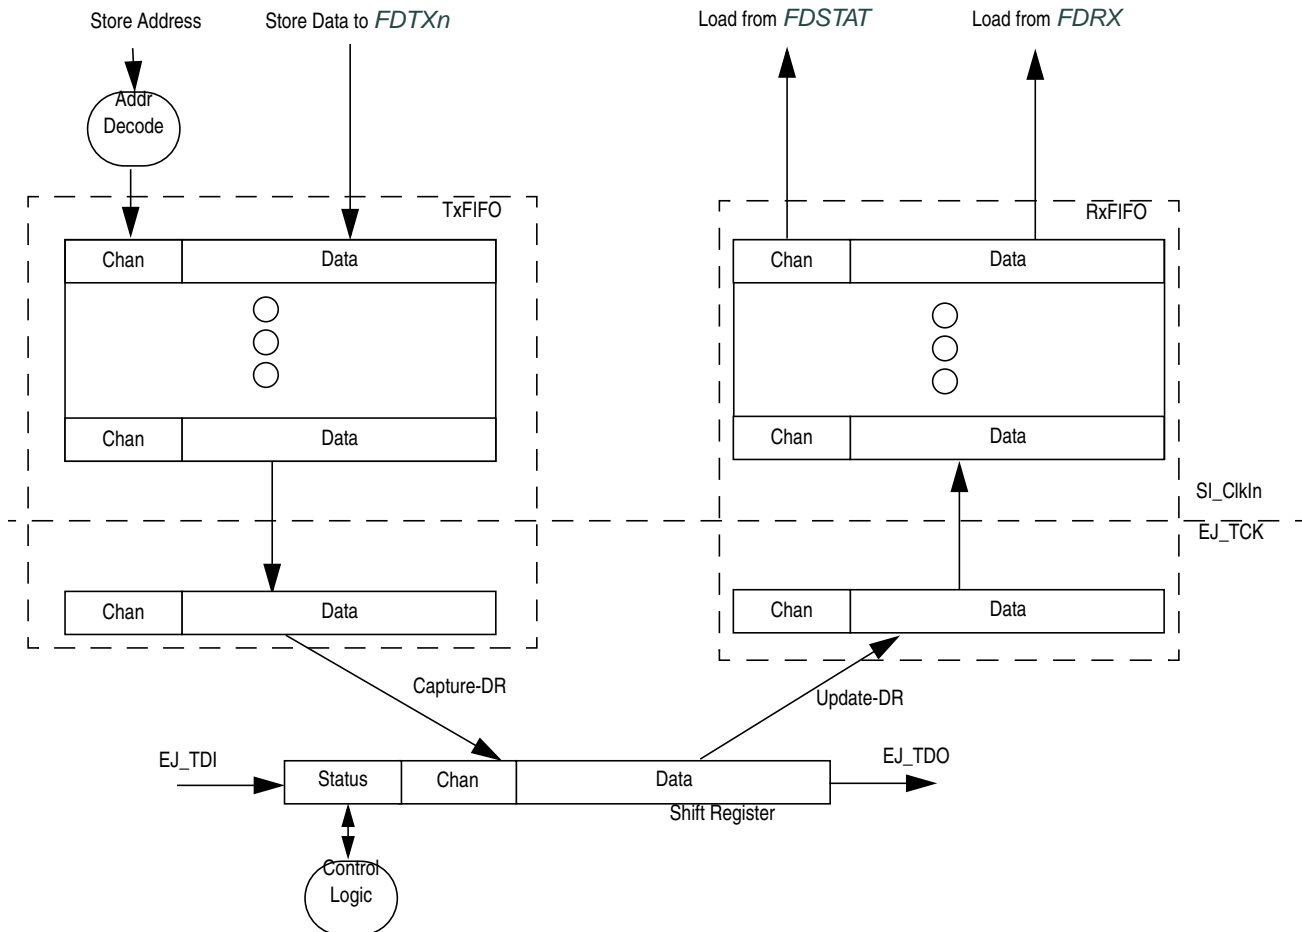 Store Address
Store Data to FDTXn
Load from FDSTAT
Load from FDRX
Addr
Decode
TxFIFO
RxFIFO
Chan
Data
Chan
Data
Chan
Data
Chan
Data
SI_ClkIn
EJ_TCK
Chan
Data
Chan
Data
Capture-DR
Update-DR
EJ_TDI
EJ_TDO
Status
Chan
Data
Shift Register
Control
Logic